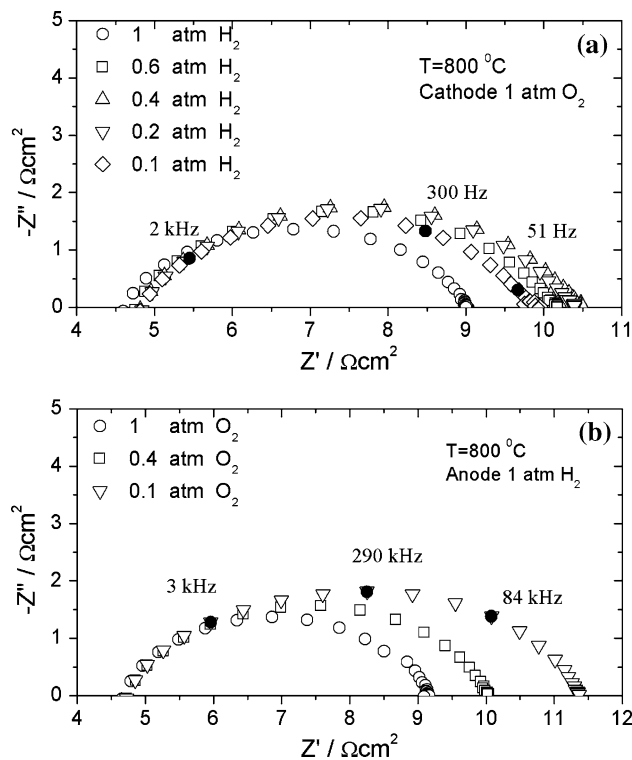 5
4
3
2
1
0
-Z" / Ωcm²
1 atm H₂
0.6 atm H₂
0.4 atm H₂
0.2 atm H₂
0.1 atm H₂
(a)
T=800 ⁰C
Cathode 1 atm O₂
2 kHz
300 Hz
51 Hz
4 5 6 7 8 9 10 11
Z' / Ωcm²
5
4
3
2
1
0
-Z" / Ωcm²
1 atm O₂
0.4 atm O₂
0.1 atm O₂
(b)
T=800 ⁰C
Anode 1 atm H₂
3 kHz
290 kHz
84 kHz
4 5 6 7 8 9 10 11 12
Z' / Ωcm²